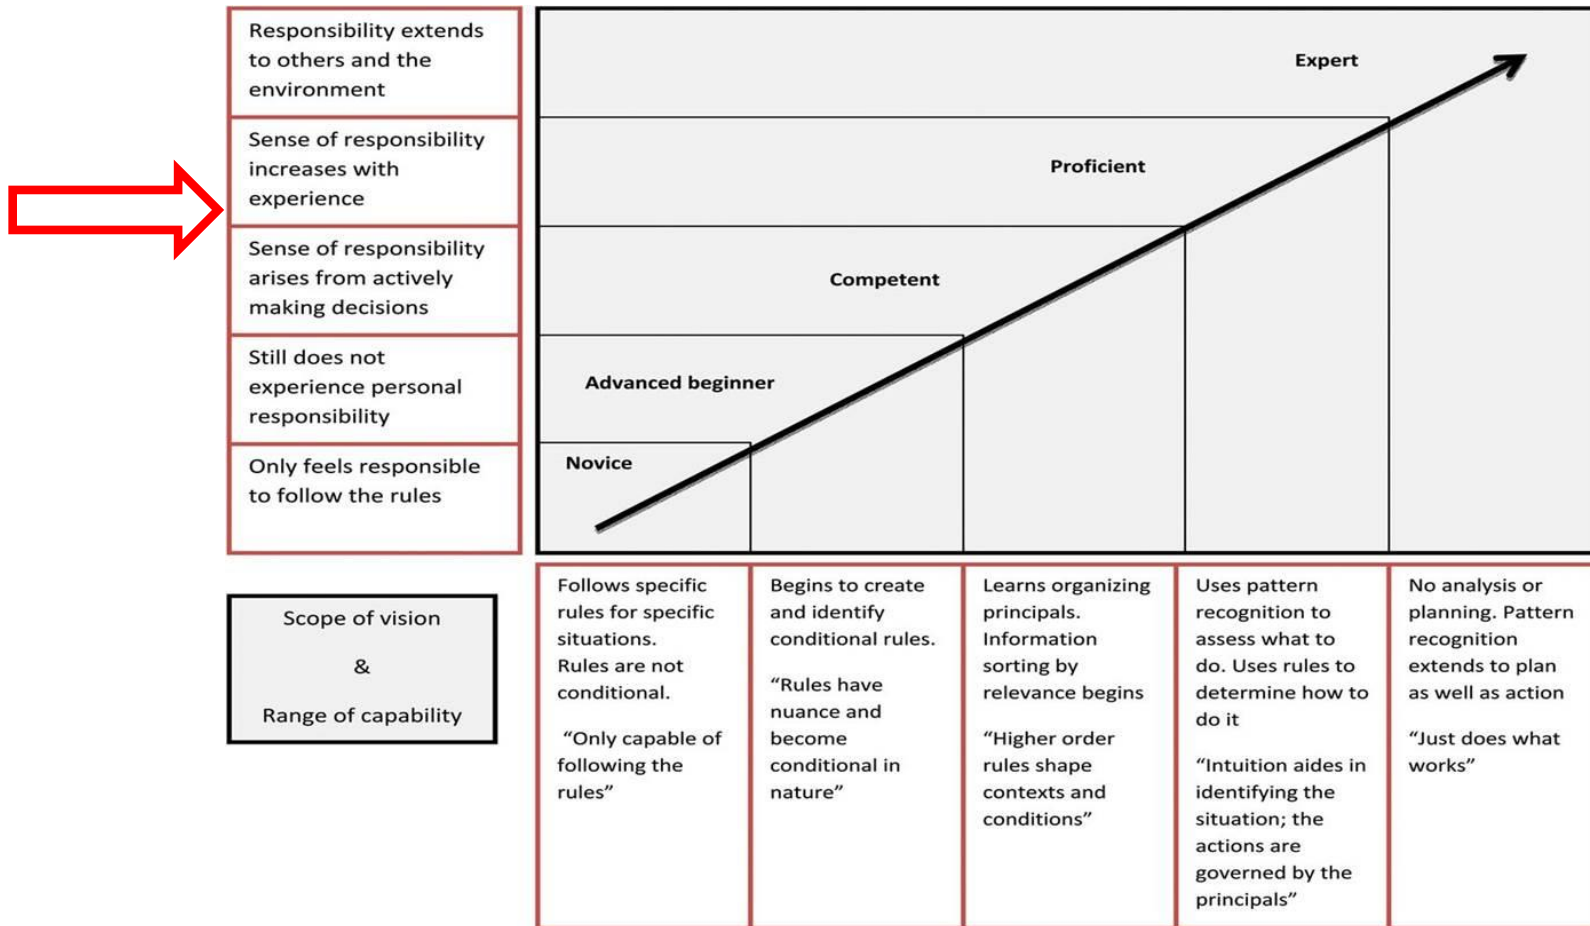 Responsibility extends
to others and the
environment
Sense of responsibility
increases with
experience
Sense of responsibility
arises from actively
making decisions
Still does not
experience personal
responsibility
Only feels responsible
to follow the rules
Expert
Proficient
Competent
Advanced beginner
Novice
Scope of vision
&
Range of capability
Follows specific
rules for specific
situations.
Rules are not
conditional.
“Only capable of
following the
rules”
Begins to create
and identify
conditional rules.
“Rules have
nuance and
become
conditional in
nature”
Learns organizing
principals.
Information
sorting by
relevance begins
“Higher order
rules shape
contexts and
conditions”
Uses pattern
recognition to
assess what to
do. Uses rules to
determine how to
do it
“Intuition aides in
identifying the
situation; the
actions are
governed by the
principals”
No analysis or
planning. Pattern
recognition
extends to plan
as well as action
“Just does what
works”